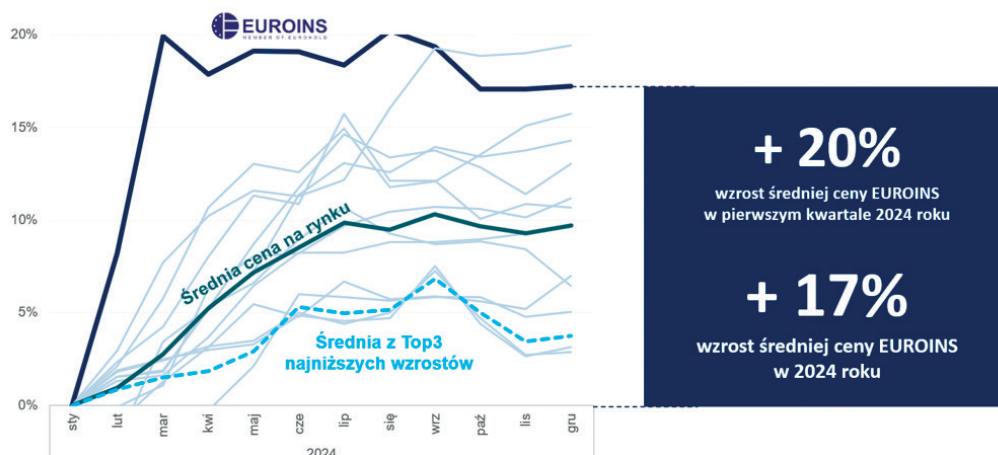 EUROINS
MEMBER OF EUROHOLD
20%
15%
10%
5%
0%
Średnia cena na rynku
Średnia z Top3
najniższych wzrostów
sty
lut
mar
kwi
maj
cze
lip
się
wrz
paź
lis
gru
2024
+ 20%
wzrost średniej ceny EUROINS
w pierwszym kwartale 2024 roku
+ 17%
wzrost średniej ceny EUROINS
w 2024 roku